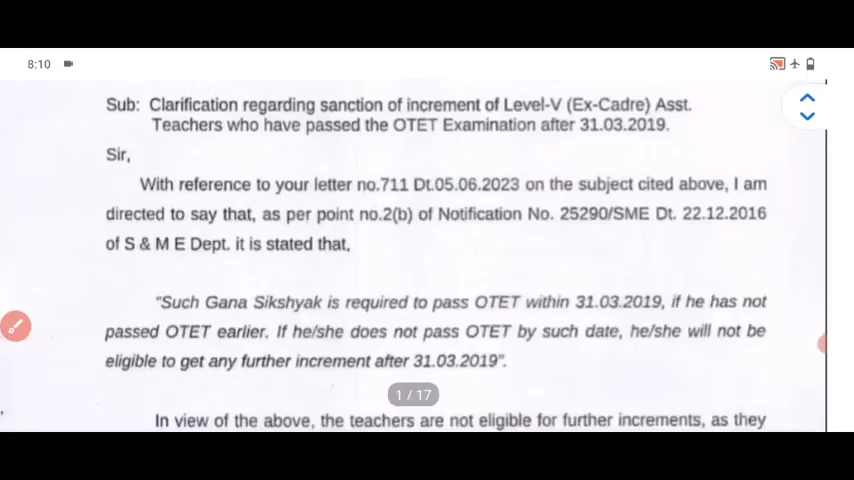 8:10
Sub: Clarification regarding sanction of increment of Level-V (Ex-Cadre) Asst.
Teachers who have passed the OTET Examination after 31.03.2019.
Sir,
With reference to your letter no.711 Dt.05.06.2023 on the subject cited above, I am
directed to say that, as per point no.2(b) of Notification No. 25290/SME Dt. 22.12.2016
of S & M E Dept. it is stated that,
"Such Gana Sikshyak is required to pass OTET within 31.03.2019, if he has not
passed OTET earlier. If he/she does not pass OTET by such date, he/she will not be
eligible to get any further increment after 31.03.2019".
1 / 17
In view of the above, the teachers are not eligible for further increments, as they